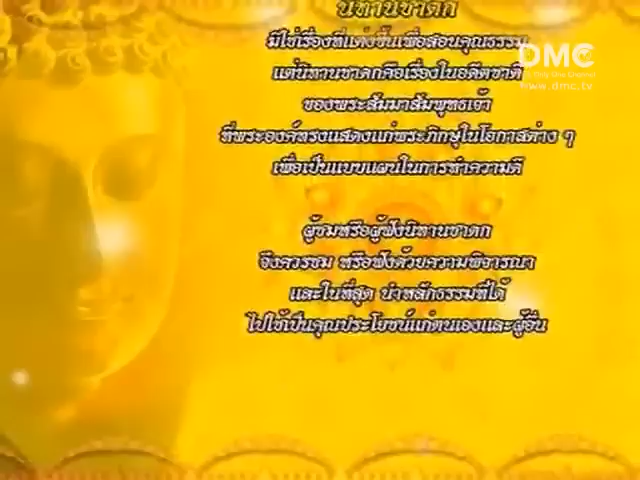 นิทานชาดก
มิใช่เรื่องที่แต่งขึ้นเพื่อสอนคุณธรรม
แต่นิทานชาดกคือเรื่องในอดีตชาติ
ของพระสัมมาสัมพุทธเจ้า
ที่พระองค์ทรงแสดงแก่พระภิกษุในโอกาสต่าง ๆ
เพื่อเป็นแบบแผนในการทำความดี
ผู้ชมหรือผู้ฟังนิทานชาดก
จึงควรชม หรือฟังด้วยความพิจารณา
และในที่สุด นำหลักธรรมที่ได้
ไปใช้เป็นคุณประโยชน์แก่ตนเองและผู้อื่น
DMC
Only One Channel
www.dmc.tv